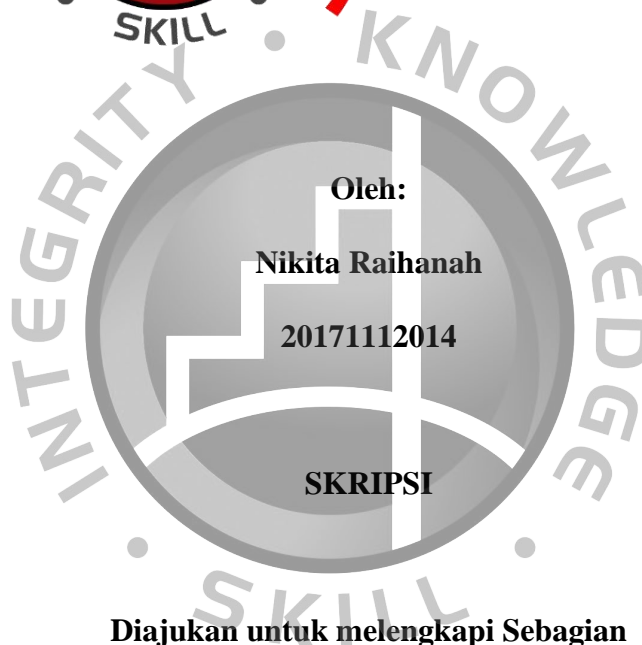 SKILL
INTEGRITY • KNOWLEDGE
Oleh:
Nikita Raihanah
20171112014
SKRIPSI
• SKILL •
Diajukan untuk melengkapi Sebagian